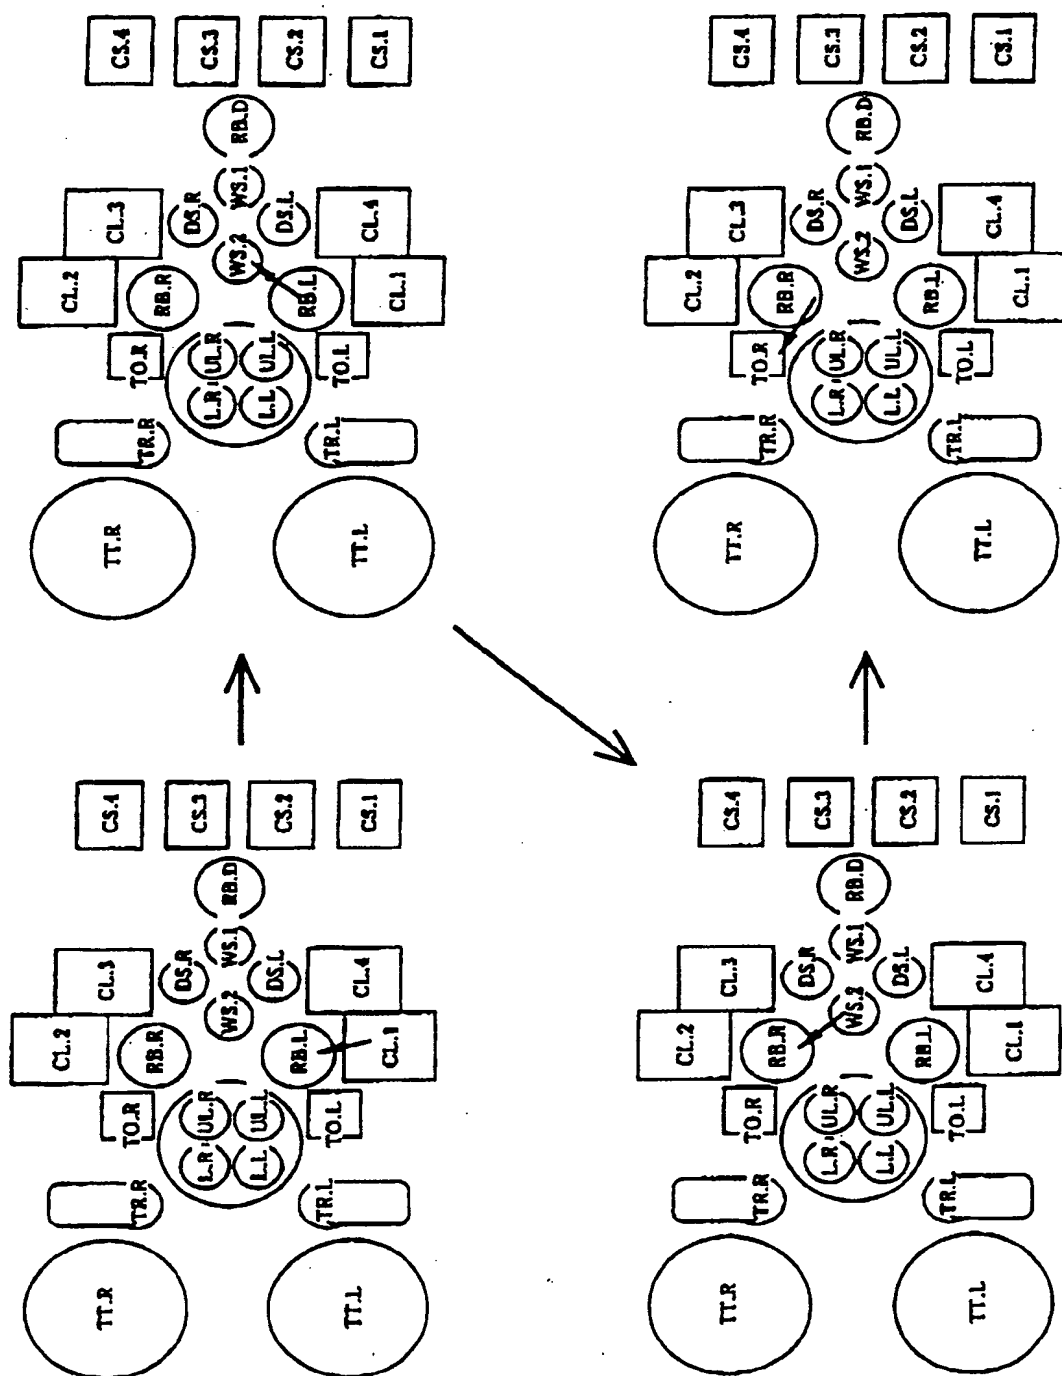 TT.R
TT.L
TR.R
TR.L
L.R
L.L
UL.R
UL.L
TO.R
TO.L
RB.R
RB.L
CL.2
CL.1
WS.2
CL.3
CL.4
DS.R
DS.L
WS.1
RB.D
CS.4
CS.3
CS.2
CS.1
TT.R
TT.L
TR.R
TR.L
L.R
L.L
UL.R
UL.L
TO.R
TO.L
RB.R
RB.L
CL.2
CL.1
WS.2
CL.3
CL.4
DS.R
DS.L
WS.1
RB.D
CS.4
CS.3
CS.2
CS.1
TT.R
TT.L
TR.R
TR.L
L.R
L.L
UL.R
UL.L
TO.R
TO.L
RB.R
RB.L
CL.2
CL.1
WS.2
CL.3
CL.4
DS.R
DS.L
WS.1
RB.D
CS.4
CS.3
CS.2
CS.1
TT.R
TT.L
TR.R
TR.L
L.R
L.L
UL.R
UL.L
TO.R
TO.L
RB.R
RB.L
CL.2
CL.1
WS.2
CL.3
CL.4
DS.R
DS.L
WS.1
RB.D
CS.4
CS.3
CS.2
CS.1